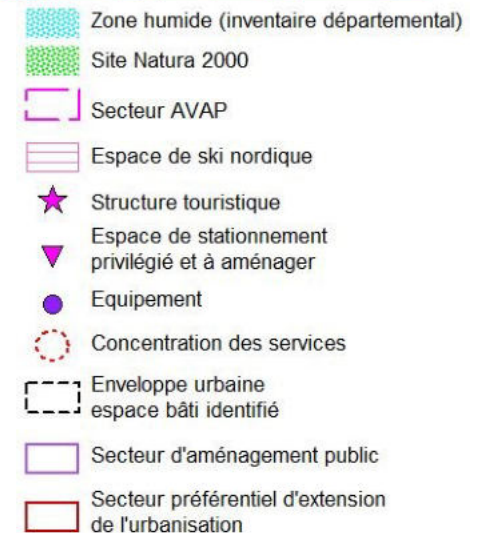 Zone humide (inventaire départemental)
Site Natura 2000
Secteur AVAP
Espace de ski nordique
Structure touristique
Espace de stationnement
privilégié et à aménager
Equipement
Concentration des services
Enveloppe urbaine
espace bâti identifié
Secteur d'aménagement public
Secteur préférentiel d'extension
de l'urbanisation